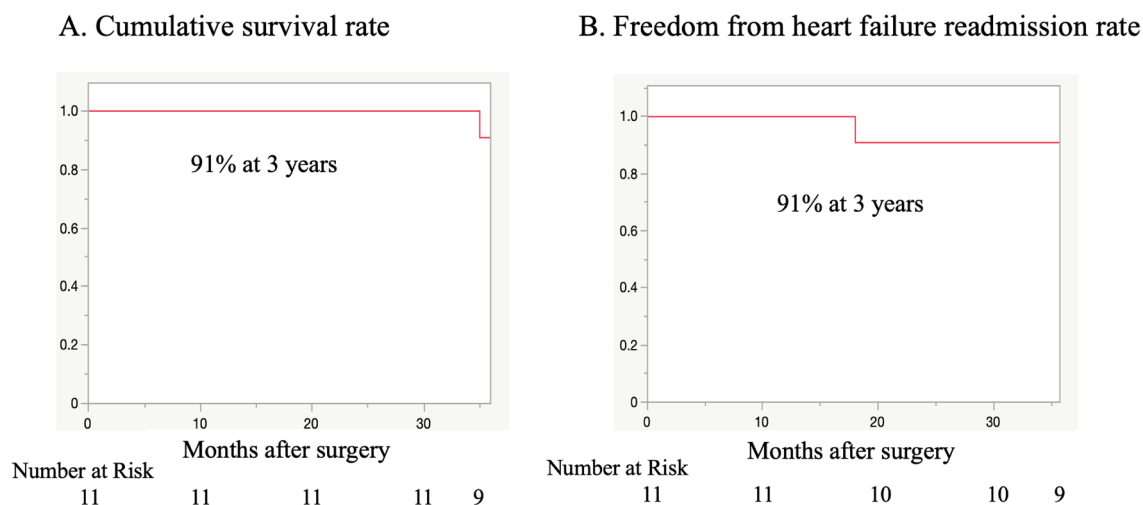 A. Cumulative survival rate
1.0
0.8
0.6
0.4
0.2
0
91% at 3 years
0 10 20 30
Months after surgery
Number at Risk
11 11 11 11 9
B. Freedom from heart failure readmission rate
1.0
0.8
0.6
0.4
0.2
0
91% at 3 years
0 10 20 30
Months after surgery
Number at Risk
11 11 10 10 9